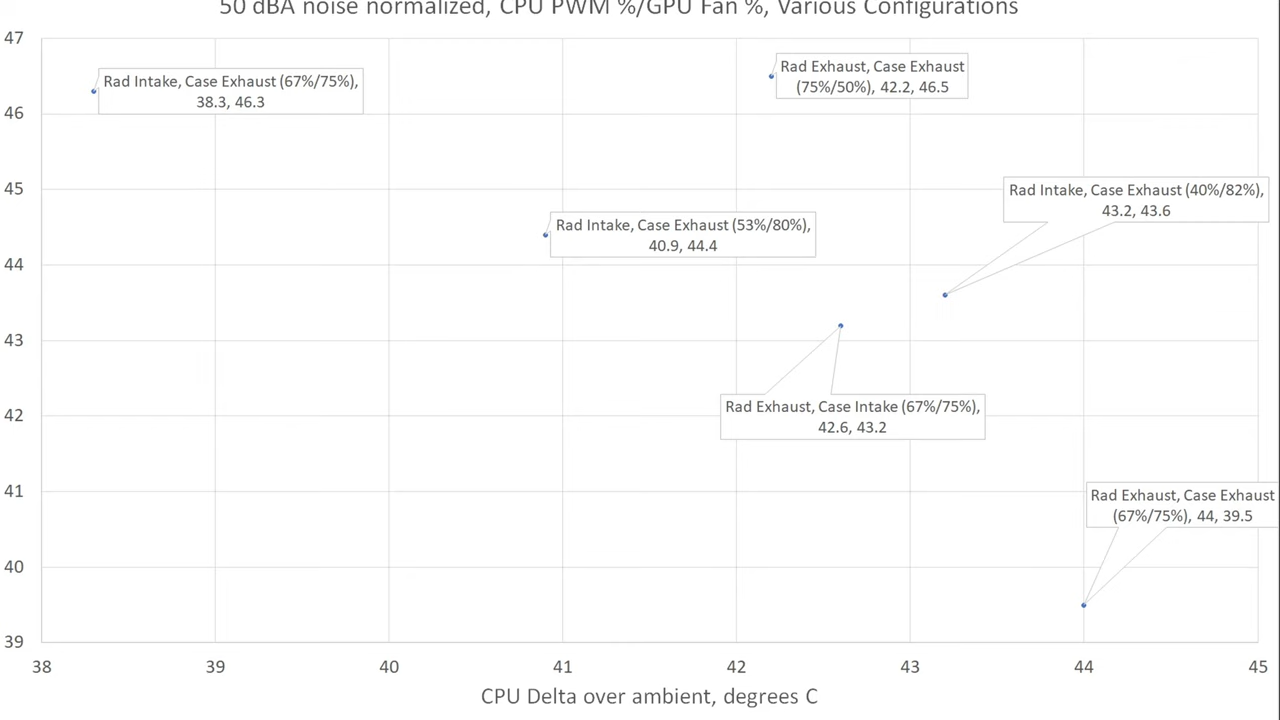 50 dBA noise normalized, CPU PWM %/GPU Fan %, Various Configurations
47
46
45
44
43
42
41
40
39
Rad Intake, Case Exhaust (67%/75%),
38.3, 46.3
Rad Exhaust, Case Exhaust
(75%/50%), 42.2, 46.5
Rad Intake, Case Exhaust (40%/82%),
43.2, 43.6
Rad Intake, Case Exhaust (53%/80%),
40.9, 44.4
Rad Exhaust, Case Intake (67%/75%),
42.6, 43.2
Rad Exhaust, Case Exhaust
(67%/75%), 44, 39.5
38 39 40 41 42 43 44 45
CPU Delta over ambient, degrees C